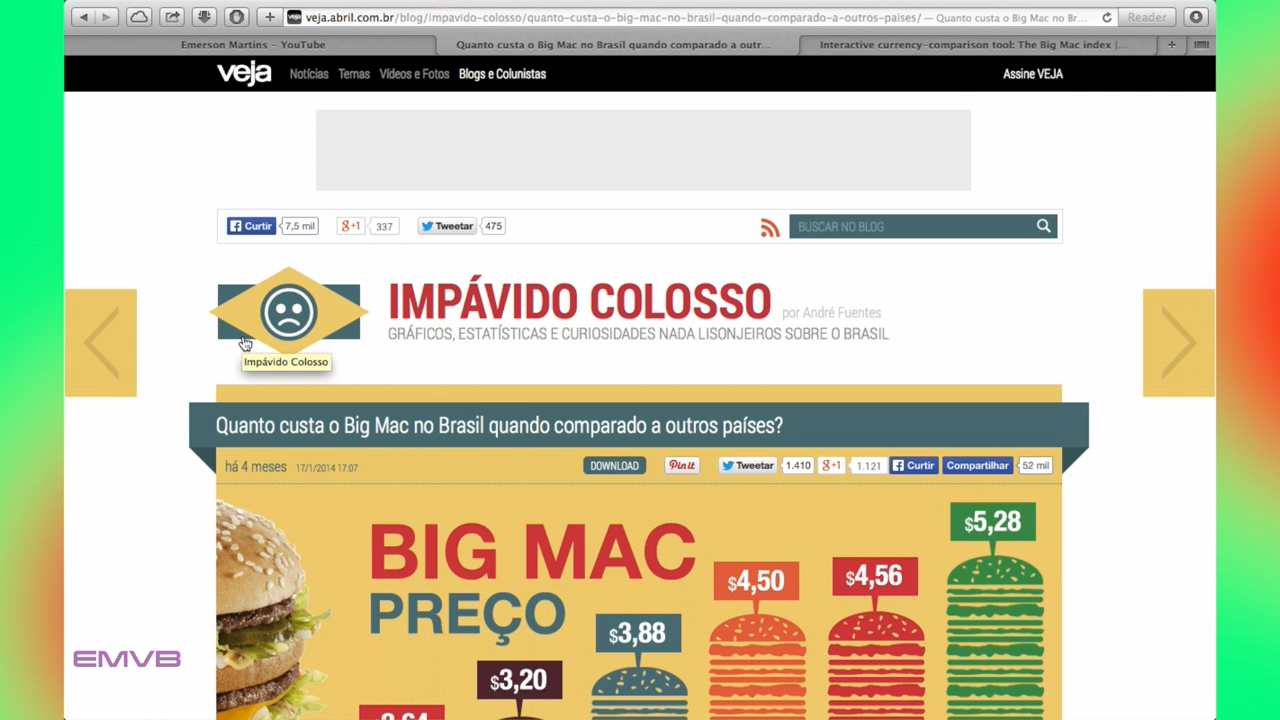 veja.abril.com.br/blog/impavido-colosso/quanto-custa-o-big-mac-no-brasil-quando-comparado-a-outros-paises/ — Quanto custa o Big Mac no Br...
Reader
Emerson Martins – YouTube
Quanto custa o Big Mac no Brasil quando comparado a outr...
Interactive currency-comparison tool: The Big Mac index |...
veja Notícias Temas Vídeos e Fotos Blogs e Colunistas Assine VEJA
Curtir 7,5 mil g+1 337 Tweetar 475 BUSCAR NO BLOG
IMPÁVIDO COLOSSO por André Fuentes
GRÁFICOS, ESTATÍSTICAS E CURIOSIDADES NADA LISONJEIROS SOBRE O BRASIL
Impávido Colosso
Quanto custa o Big Mac no Brasil quando comparado a outros países?
há 4 meses 17/1/2014 17:07 DOWNLOAD Pin it Tweetar 1.410 g+1 1.121 Curtir Compartilhar 52 mil
BIG MAC
PREÇO
$5,28
$4,50
$4,56
$3,88
$3,20
EMVB